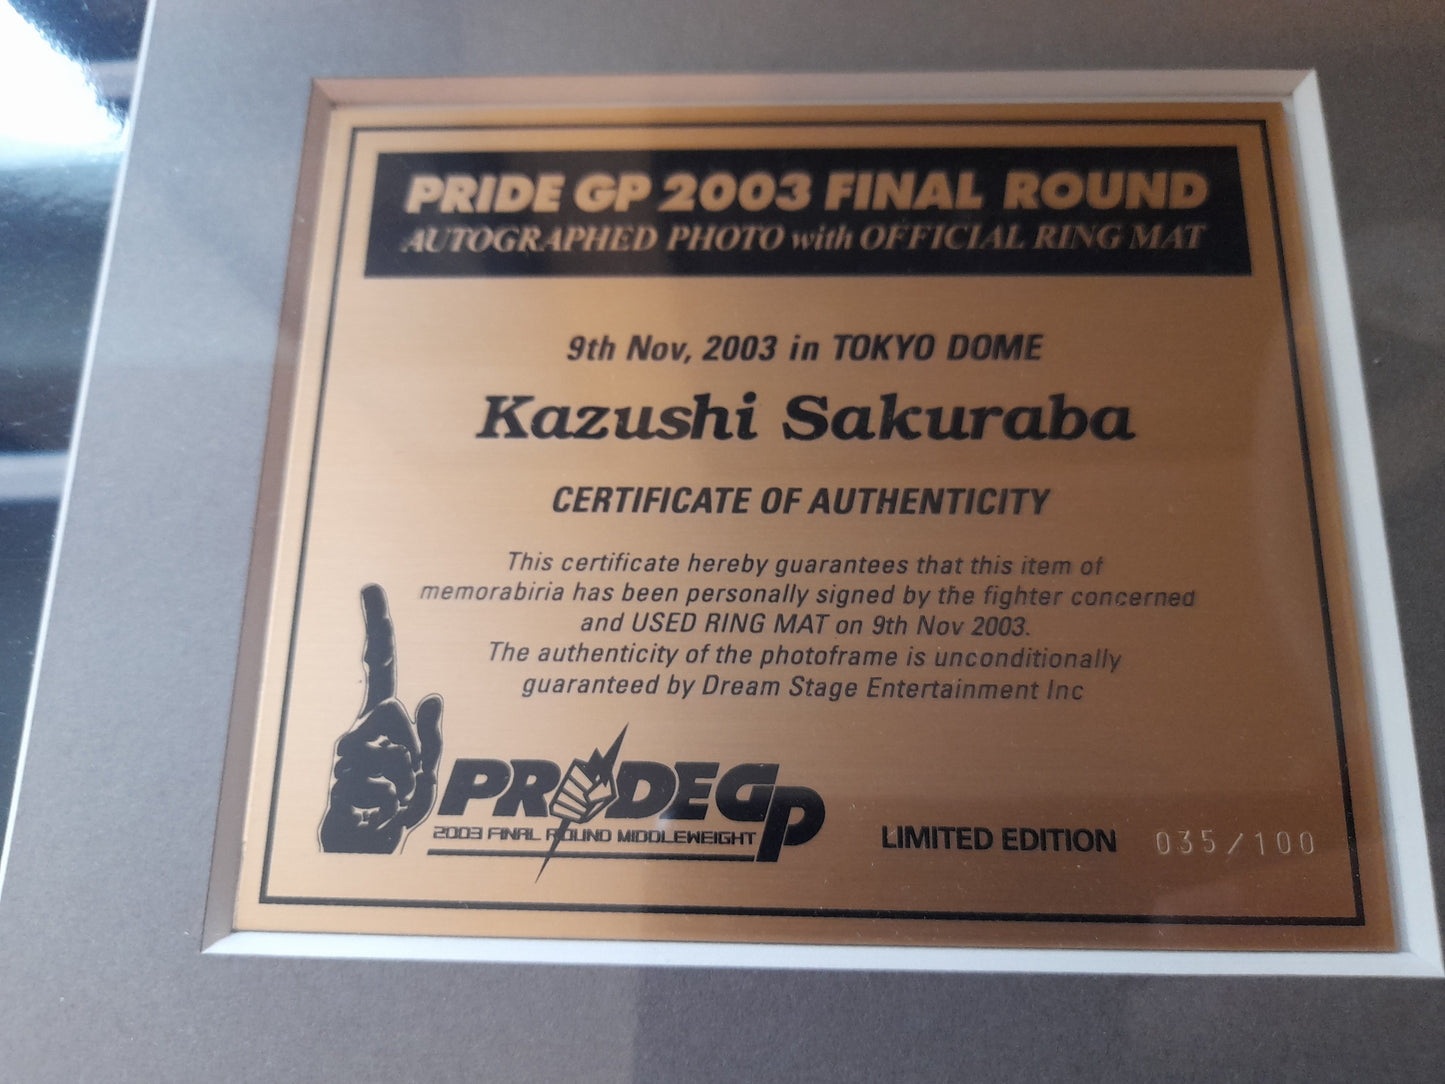 PRIDE GP 2003 FINAL ROUND
AUTOGRAPHED PHOTO with OFFICIAL RING MAT
9th Nov, 2003 in TOKYO DOME
Kazushi Sakuraba
CERTIFICATE OF AUTHENTICITY
This certificate hereby guarantees that this item of
memorabiria has been personally signed by the fighter concerned
and USED RING MAT on 9th Nov 2003.
The authenticity of the photoframe is unconditionally
guaranteed by Dream Stage Entertainment Inc
PRIDE GP
2003 FINAL ROUND MIDDLEWEIGHT
LIMITED EDITION 035/100